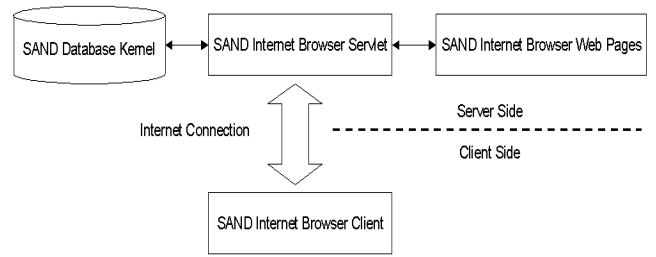 SAND Database Kernel
SAND Internet Browser Servlet
SAND Internet Browser Web Pages
Internet Connection
Server Side
Client Side
SAND Internet Browser Client